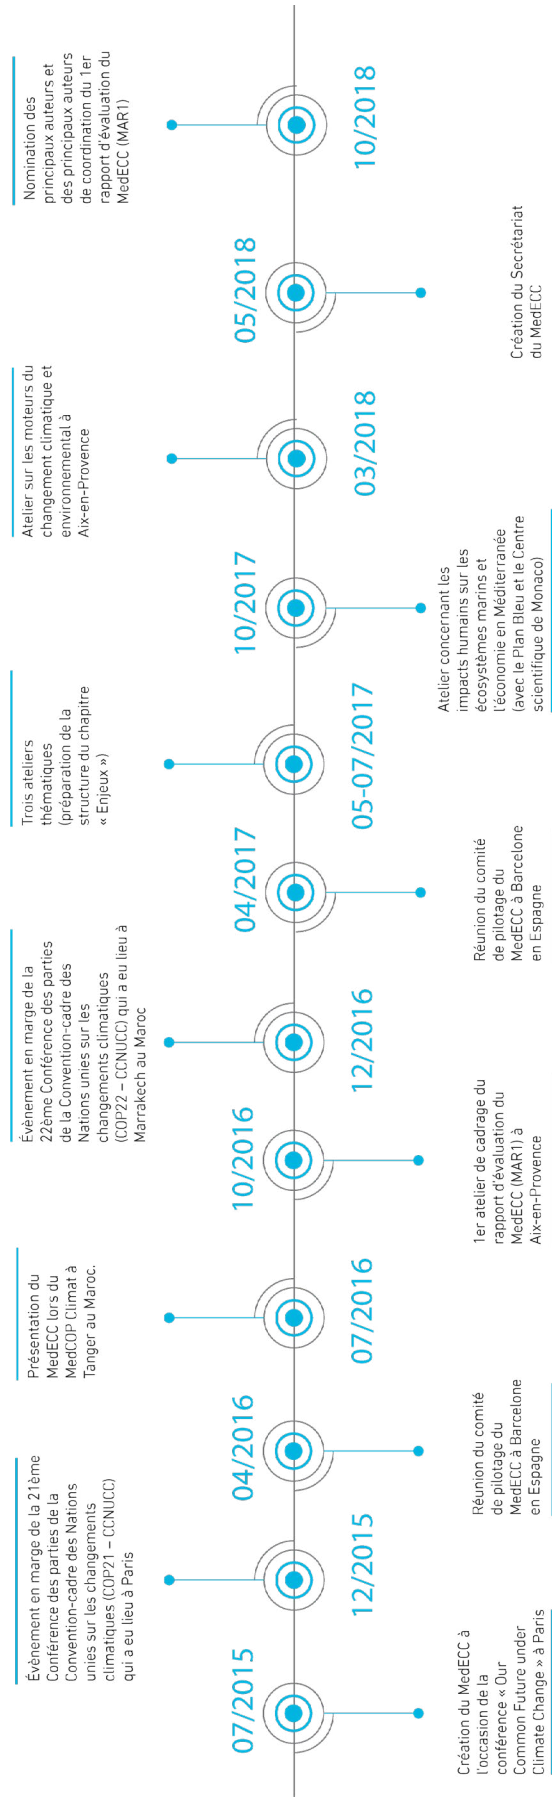 07/2015
Création du MedECC à
l'occasion de la
conférence « Our
Common Future under
Climate Change » à Paris
Évènement en marge de la 21ème
Conférence des parties de la
Convention-cadre des Nations
unies sur les changements
climatiques (COP21 – CCNUCC)
qui a eu lieu à Paris
12/2015
04/2016
Réunion du comité
de pilotage du
MedECC à Barcelone
en Espagne
Présentation du
MedECC lors du
MedCOP Climat à
Tanger au Maroc.
07/2016
10/2016
1er atelier de cadrage du
rapport d'évaluation du
MedECC (MAR1) à
Aix-en-Provence
Évènement en marge de la
22ème Conférence des parties
de la Convention-cadre des
Nations unies sur les
changements climatiques
(COP22 – CCNUCC) qui a eu lieu à
Marrakech au Maroc
12/2016
04/2017
Réunion du comité
de pilotage du
MedECC à Barcelone
en Espagne
Trois ateliers
thématiques
(préparation de la
structure du chapitre
« Enjeux »)
05-07/2017
10/2017
Atelier concernant les
impacts humains sur les
écosystèmes marins et
l'économie en Méditerranée
(avec le Plan Bleu et le Centre
scientifique de Monaco)
Atelier sur les moteurs du
changement climatique et
environnemental à
Aix-en-Provence
03/2018
05/2018
Création du Secrétariat
du MedECC
Nomination des
principaux auteurs et
des principaux auteurs
de coordination du 1er
rapport d'évaluation du
MedECC (MAR1)
10/2018